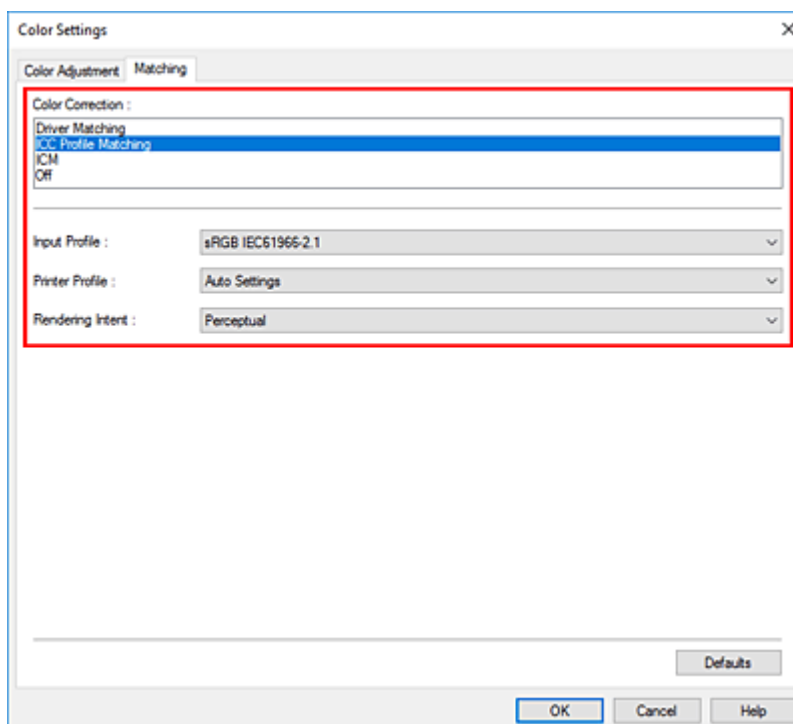 Color Settings
Color Adjustment Matching
Color Correction :
Driver Matching
ICC Profile Matching
ICM
Off
Input Profile : sRGB IEC61966-2.1
Printer Profile : Auto Settings
Rendering Intent : Perceptual
Defaults
OK Cancel Help